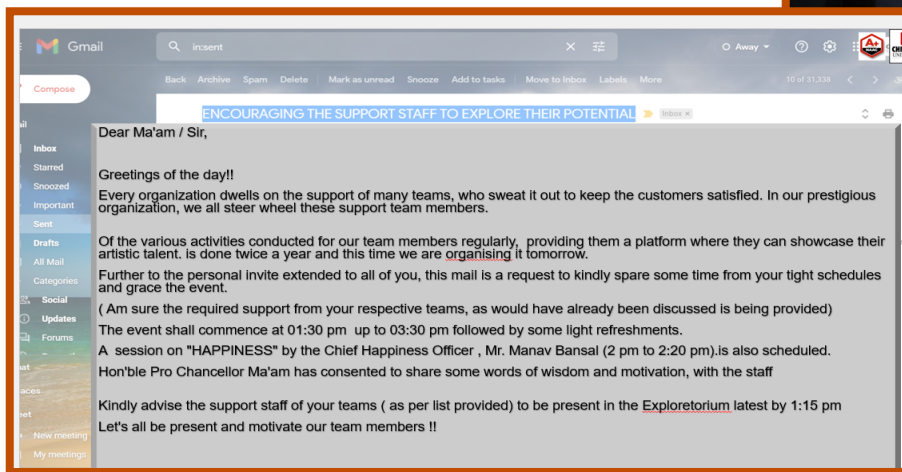 Gmail
in:sent
Away
Compose
Back Archive Spam Delete Mark as unread Snooze Add to tasks Move to Inbox Labels More
10 of 31,338
ENCOURAGING THE SUPPORT STAFF TO EXPLORE THEIR POTENTIAL
Inbox x
Inbox
Starred
Snoozed
Important
Sent
Drafts
All Mail
Categories
Social
Updates
Forums
New meeting
My meetings
Dear Ma'am / Sir,
Greetings of the day!!
Every organization dwells on the support of many teams, who sweat it out to keep the customers satisfied. In our prestigious
organization, we all steer wheel these support team members.
Of the various activities conducted for our team members regularly,  providing them a platform where they can showcase their
artistic talent. is done twice a year and this time we are organising it tomorrow.
Further to the personal invite extended to all of you, this mail is a request to kindly spare some time from your tight schedules
and grace the event.
( Am sure the required support from your respective teams, as would have already been discussed is being provided)
The event shall commence at 01:30 pm  up to 03:30 pm followed by some light refreshments.
A  session on "HAPPINESS" by the Chief Happiness Officer , Mr. Manav Bansal (2 pm to 2:20 pm).is also scheduled.
Hon'ble Pro Chancellor Ma'am has consented to share some words of wisdom and motivation, with the staff
Kindly advise the support staff of your teams ( as per list provided) to be present in the Exploretorium latest by 1:15 pm
Let's all be present and motivate our team members !!
A+